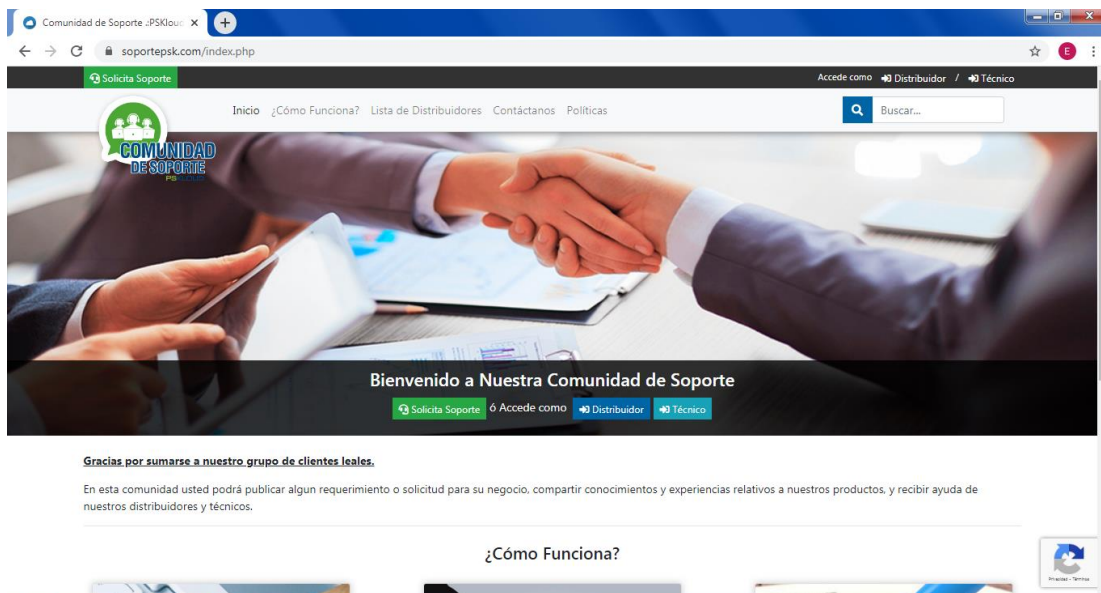 Comunidad de Soporte .:PSKlou
soportepsk.com/index.php
E
Solicita Soporte
Accede como Distribuidor / Técnico
COMUNIDAD
DE SOPORTE
PSKLOUD
Inicio ¿Cómo Funciona? Lista de Distribuidores Contáctanos Políticas
Buscar...
Bienvenido a Nuestra Comunidad de Soporte
Solicita Soporte ó Accede como Distribuidor Técnico
Gracias por sumarse a nuestro grupo de clientes leales.
En esta comunidad usted podrá publicar algun requerimiento o solicitud para su negocio, compartir conocimientos y experiencias relativos a nuestros productos, y recibir ayuda de
nuestros distribuidores y técnicos.
¿Cómo Funciona?
Privacidad - Términos